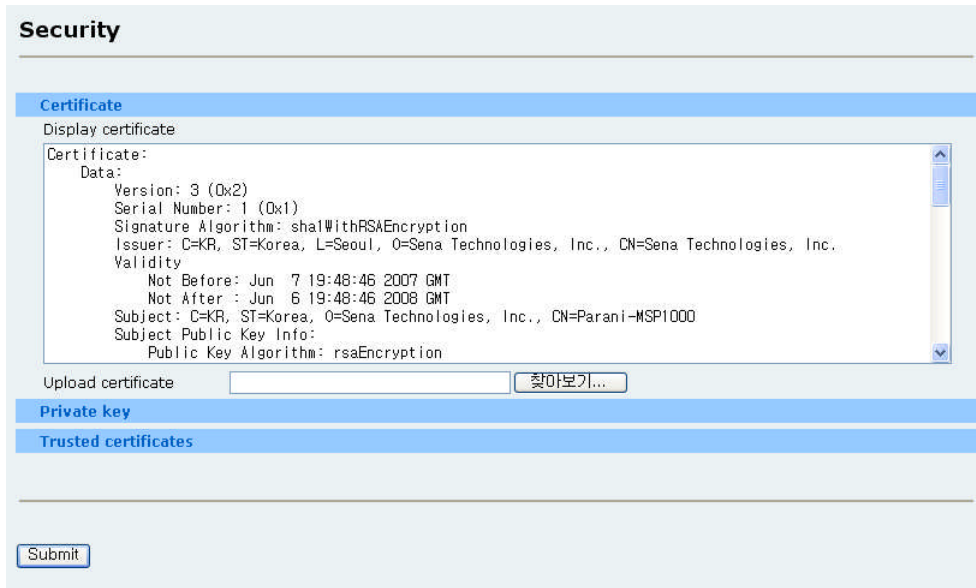 Security
Certificate
Display certificate
Certificate:
Data:
Version: 3 (0x2)
Serial Number: 1 (0x1)
Signature Algorithm: sha1WithRSAEncryption
Issuer: C=KR, ST=Korea, L=Seoul, O=Sena Technologies, Inc., CN=Sena Technologies, Inc.
Validity
Not Before: Jun  7 19:48:46 2007 GMT
Not After : Jun  6 19:48:46 2008 GMT
Subject: C=KR, ST=Korea, O=Sena Technologies, Inc., CN=Parani-MSP1000
Subject Public Key Info:
Public Key Algorithm: rsaEncryption
Upload certificate 찾아보기...
Private key
Trusted certificates
Submit